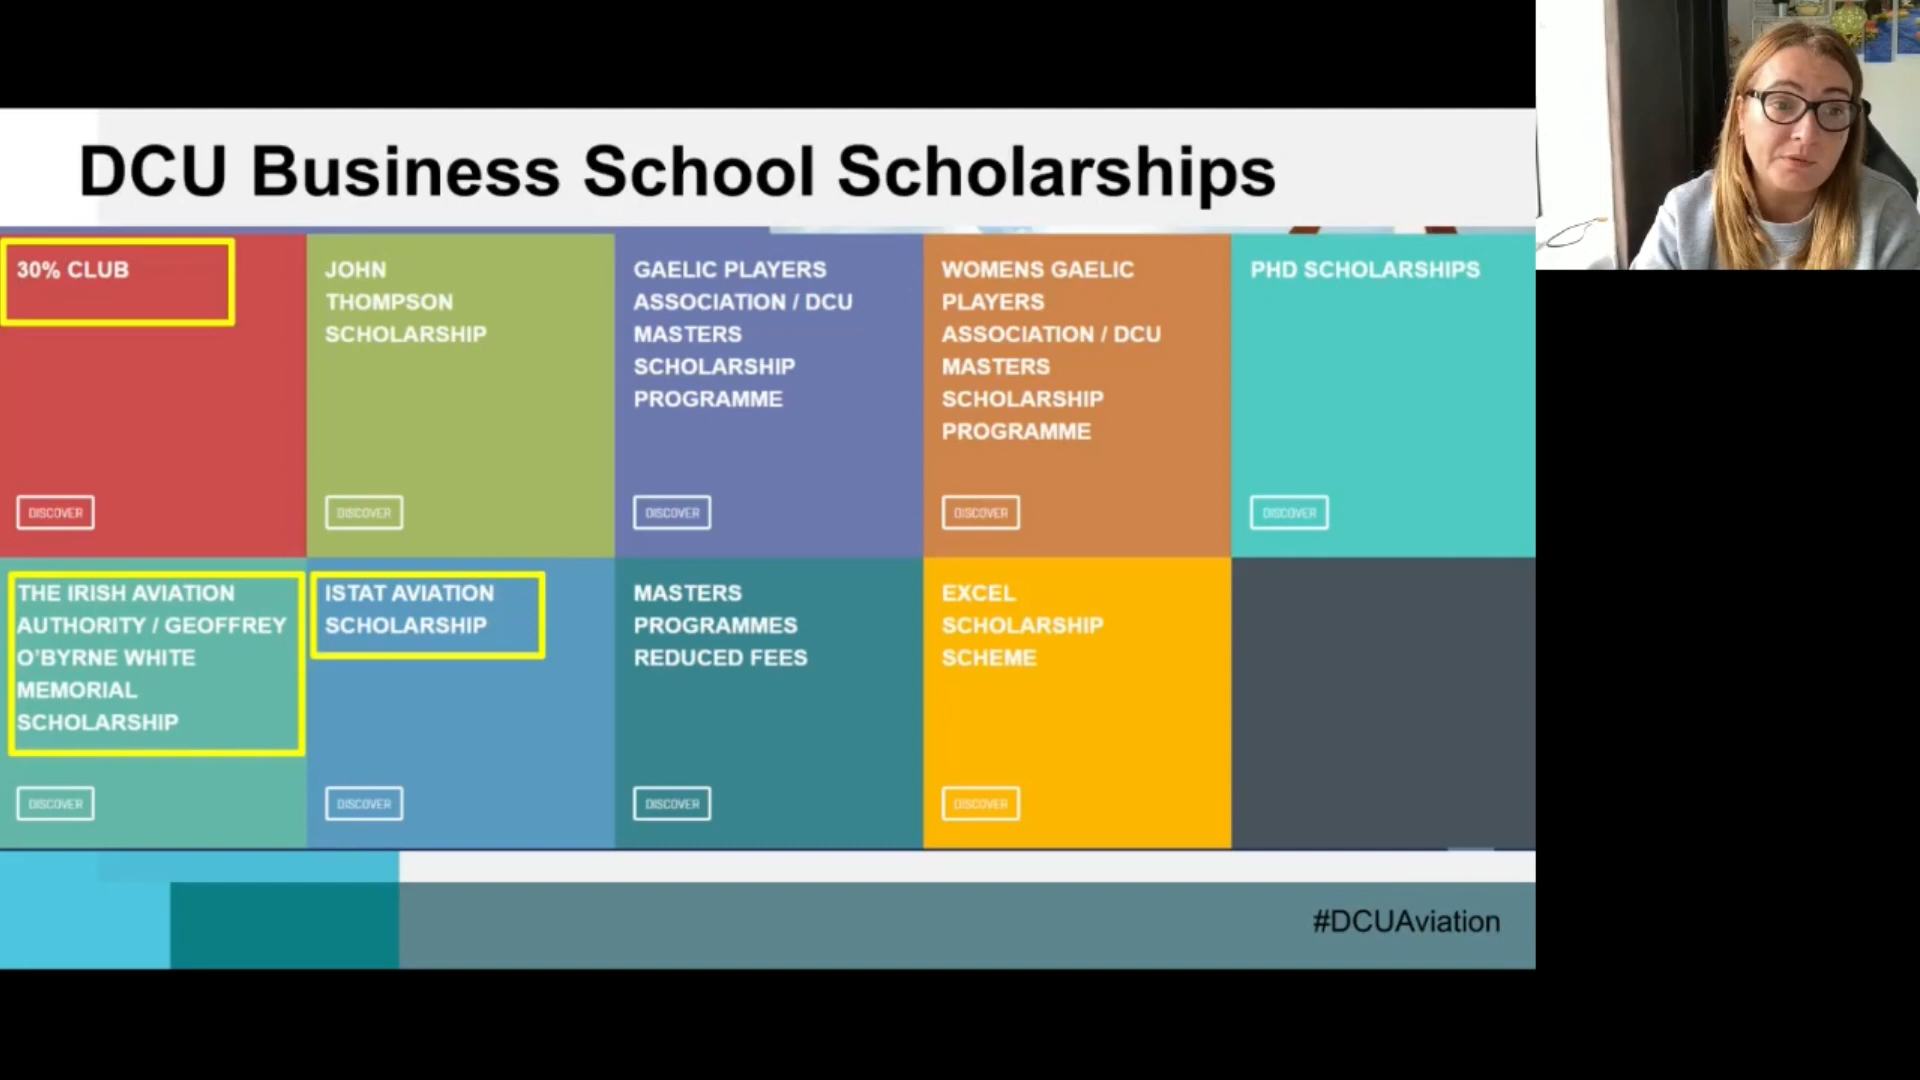 DCU Business School Scholarships
30% CLUB
DISCOVER
JOHN
THOMPSON
SCHOLARSHIP
DISCOVER
GAELIC PLAYERS
ASSOCIATION / DCU
MASTERS
SCHOLARSHIP
PROGRAMME
DISCOVER
WOMENS GAELIC
PLAYERS
ASSOCIATION / DCU
MASTERS
SCHOLARSHIP
PROGRAMME
DISCOVER
PHD SCHOLARSHIPS
DISCOVER
THE IRISH AVIATION
AUTHORITY / GEOFFREY
O'BYRNE WHITE
MEMORIAL
SCHOLARSHIP
DISCOVER
ISTAT AVIATION
SCHOLARSHIP
DISCOVER
MASTERS
PROGRAMMES
REDUCED FEES
DISCOVER
EXCEL
SCHOLARSHIP
SCHEME
DISCOVER
#DCUAviation